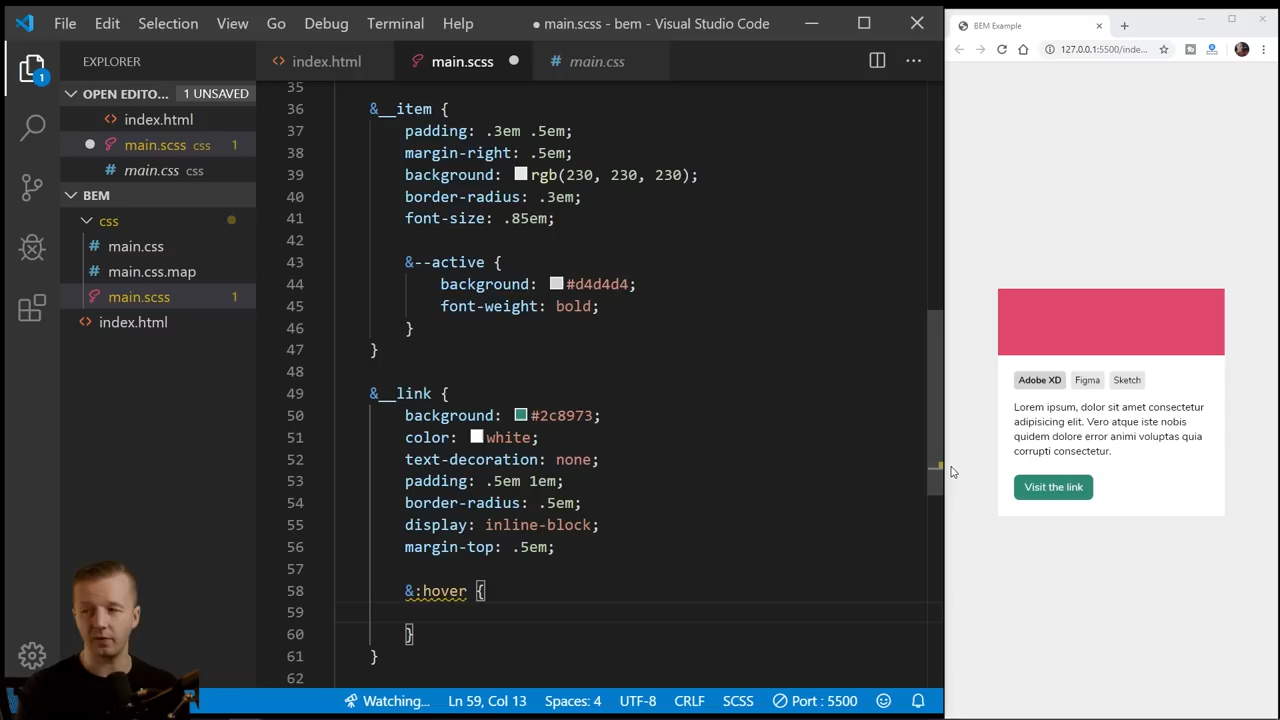 File Edit Selection View Go Debug Terminal Help ● main.scss ● bem - Visual Studio Code
BEM Example
127.0.0.1:5500/inde...
EXPLORER
OPEN EDITO... 1 UNSAVED
index.html
main.scss css 1
main.css css
BEM
css
main.css
main.css.map
main.scss 1
index.html
1
index.html main.scss main.css
35
36 &__item {
37 padding: .3em .5em;
38 margin-right: .5em;
39 background: rgb(230, 230, 230);
40 border-radius: .3em;
41 font-size: .85em;
42
43 &--active {
44 background: #d4d4d4;
45 font-weight: bold;
46 }
47 }
48
49 &__link {
50 background: #2c8973;
51 color: white;
52 text-decoration: none;
53 padding: .5em 1em;
54 border-radius: .5em;
55 display: inline-block;
56 margin-top: .5em;
57
58 &:hover {
59
60 }
61 }
62
Watching... Ln 59, Col 13 Spaces: 4 UTF-8 CRLF SCSS Port : 5500
Adobe XD Figma Sketch
Lorem ipsum, dolor sit amet consectetur
adipisicing elit. Vero atque iste nobis
quidem dolore error animi voluptas quia
corrupti consectetur.
Visit the link